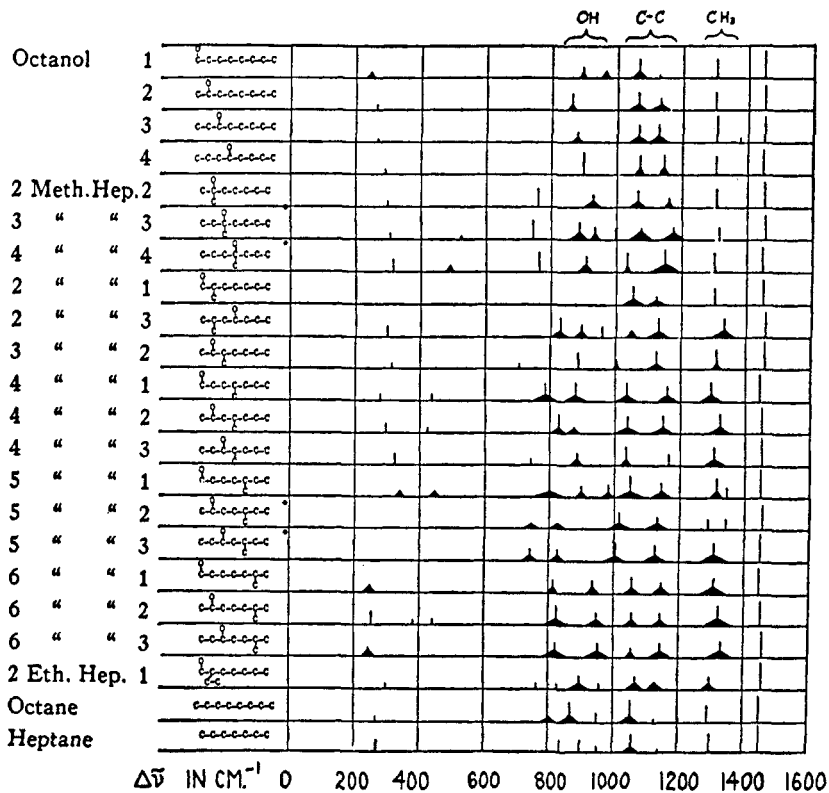 OH C-C CH₃
Octanol 1
2
3
4
2 Meth. Hep. 2
3 “ “ 3
4 “ “ 4
2 “ “ 1
2 “ “ 3
3 “ “ 2
4 “ “ 1
4 “ “ 2
4 “ “ 3
5 “ “ 1
5 “ “ 2
5 “ “ 3
6 “ “ 1
6 “ “ 2
6 “ “ 3
2 Eth. Hep. 1
Octane C-C-C-C-C-C-C-C
Heptane C-C-C-C-C-C-C
Δν̃ IN CM.⁻¹ 0 200 400 600 800 1000 1200 1400 1600